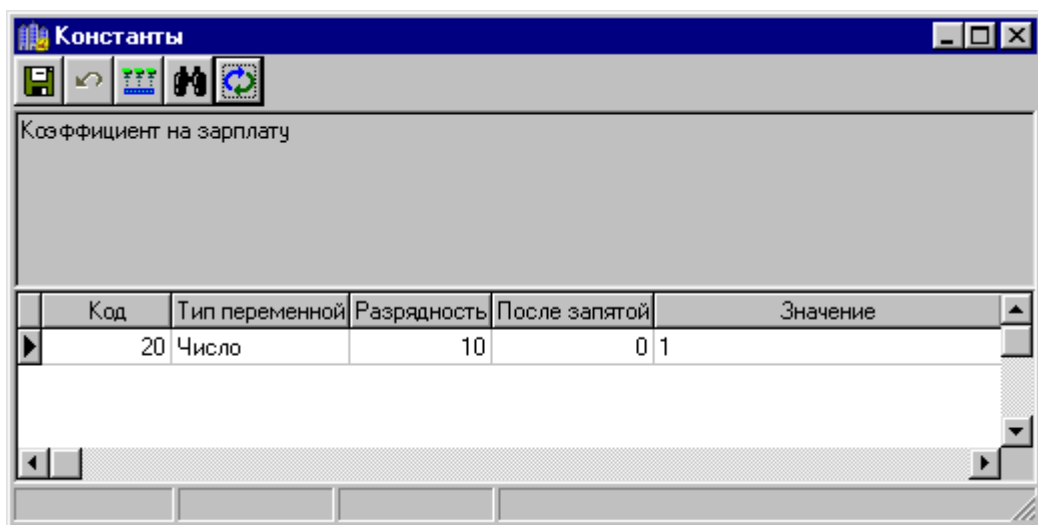 Константы
Коэффициент на зарплату
Код Тип переменной Разрядность После запятой Значение
20 Число 10 0 1